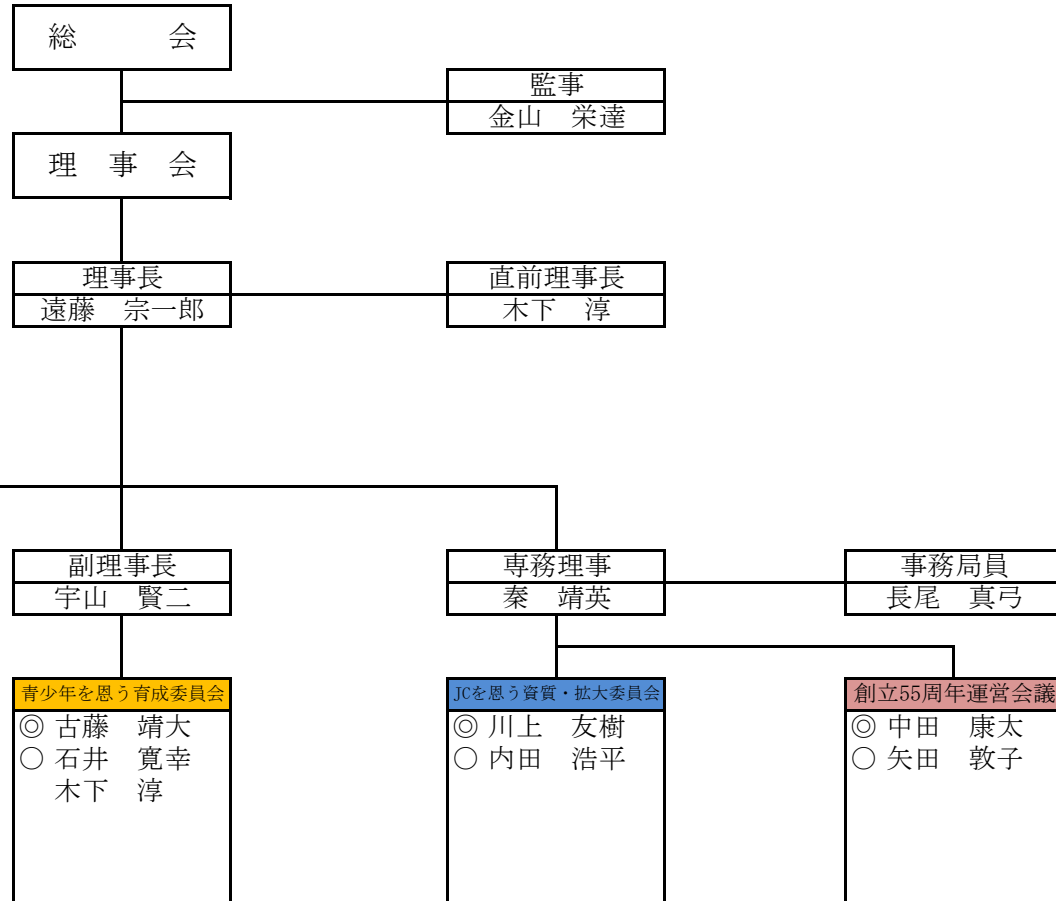 総　　会
監事
金山　栄達
理　事　会
理事長
遠藤　宗一郎
直前理事長
木下　淳
副理事長
宇山　賢二
専務理事
秦　靖英
事務局員
長尾　真弓
青少年を思う育成委員会
◎ 古藤　靖大
○ 石井　寛幸
木下　淳
JCを思う資質・拡大委員会
◎ 川上　友樹
○ 内田　浩平
創立55周年運営会議
◎ 中田　康太
○ 矢田　敦子